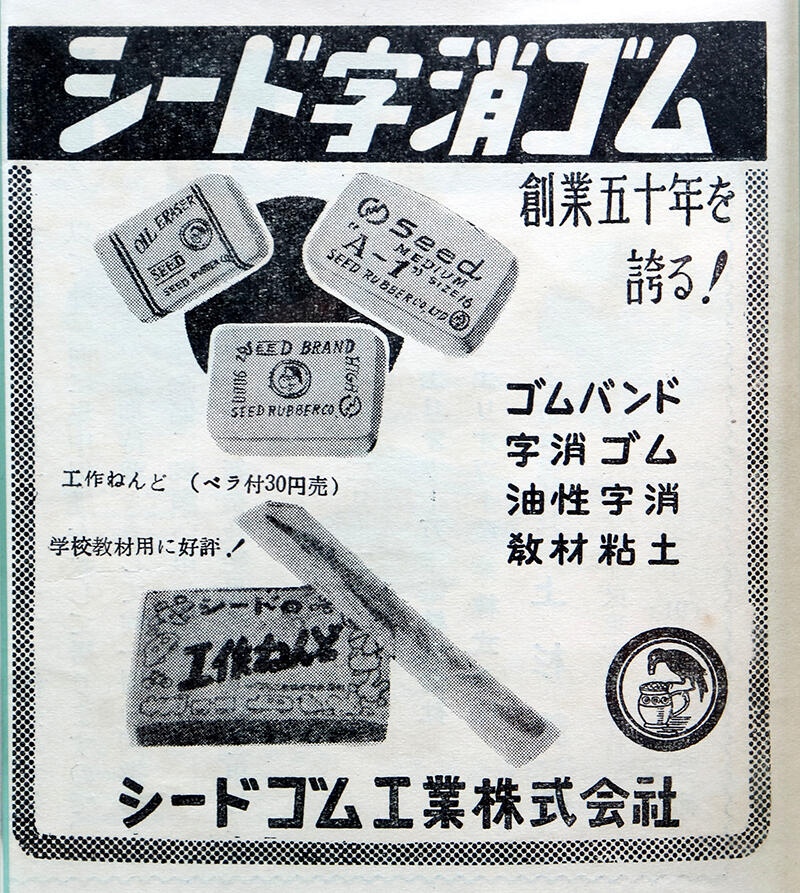 シード字消ゴム
創業五十年を
誇る!
OIL ERASER
SEED
SEED RUBBER CO.
Seed
MEDIUM
"A-1" SIZE 16
SEED RUBBER CO. LTD
SEED BRAND
HIGH
SEED RUBBER CO.
ゴムバンド
字消ゴム
油性字消
教材粘土
工作ねんど (ベラ付30円売)
学校教材用に好評!
シードの
工作ねんど
シードゴム工業株式会社